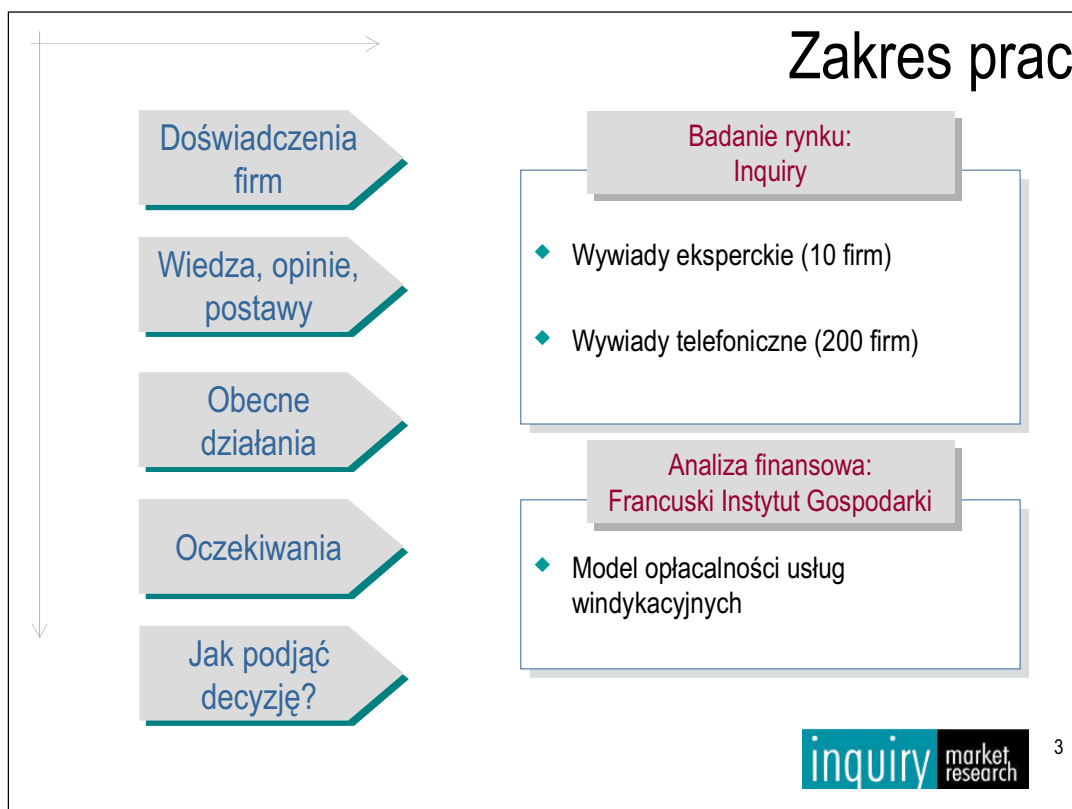 Zakres prac
Doświadczenia
firm
Wiedza, opinie,
postawy
Obecne
działania
Oczekiwania
Jak podjąć
decyzję?
Badanie rynku:
Inquiry
Wywiady eksperckie (10 firm)
Wywiady telefoniczne (200 firm)
Analiza finansowa:
Francuski Instytut Gospodarki
Model opłacalności usług
windykacyjnych
inquiry market
research
3